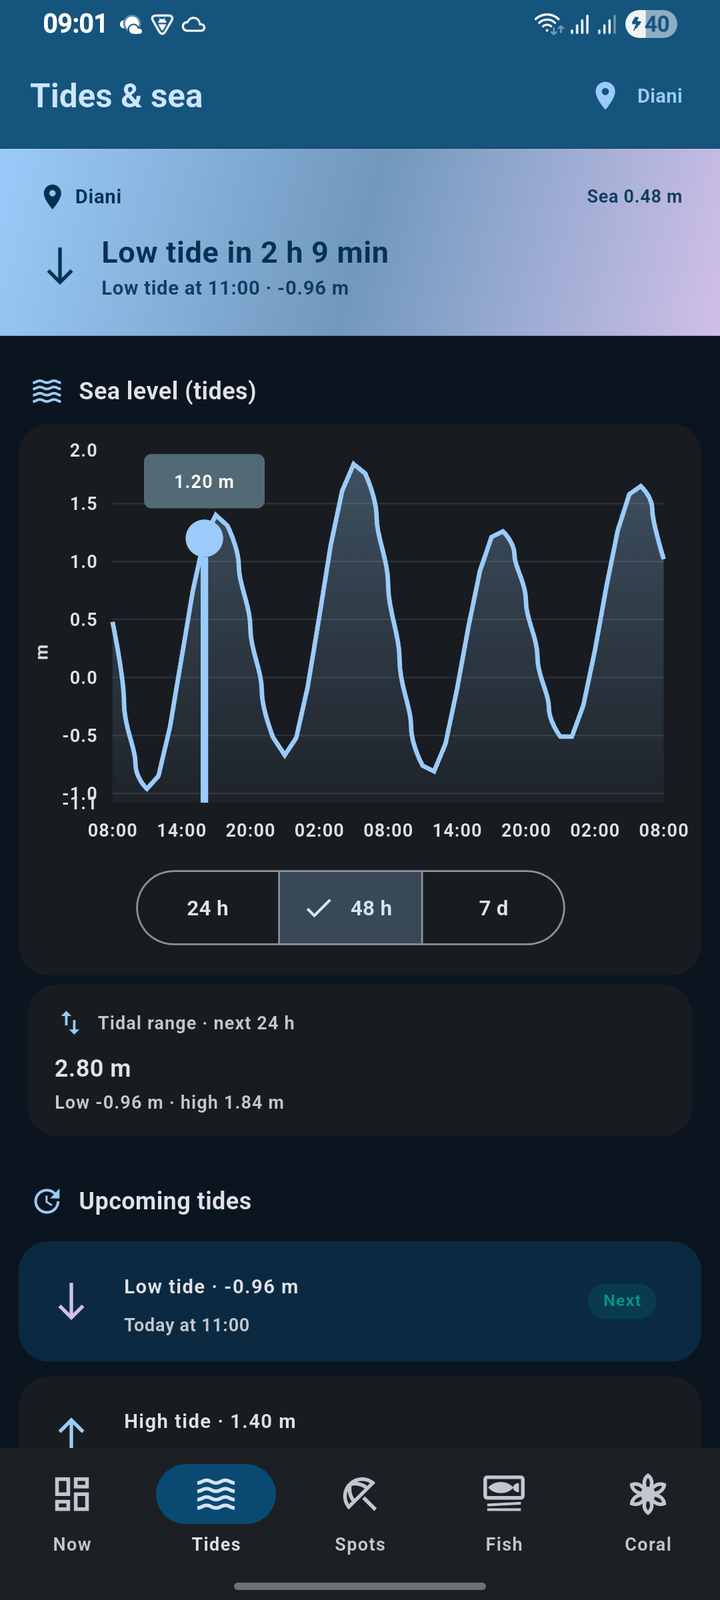 09:01
40
Tides & sea
Diani
Diani
Sea 0.48 m
Low tide in 2 h 9 min
Low tide at 11:00 · -0.96 m
Sea level (tides)
2.0
1.20 m
1.5
1.0
0.5
m
0.0
-0.5
-1.0
-1.1
08:00 14:00 20:00 02:00 08:00 14:00 20:00 02:00 08:00
24 h
48 h
7 d
Tidal range · next 24 h
2.80 m
Low -0.96 m · high 1.84 m
Upcoming tides
Low tide · -0.96 m
Next
Today at 11:00
High tide · 1.40 m
Now
Tides
Spots
Fish
Coral